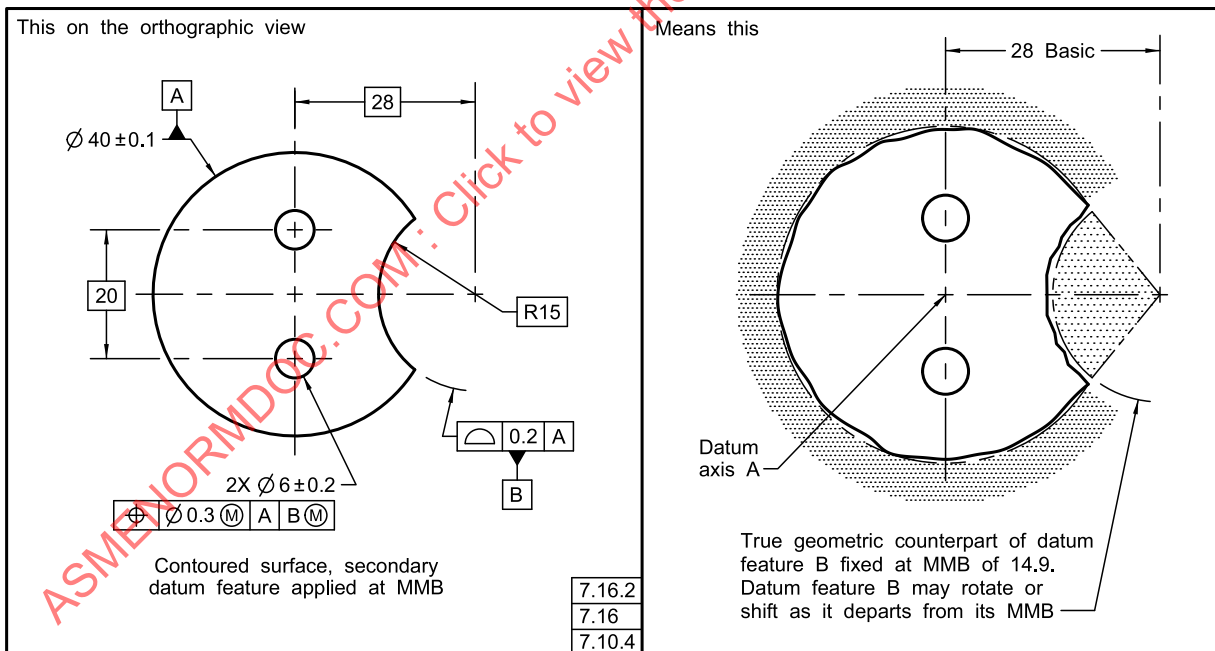 This on the orthographic view
A
28
Ø 40 ±0.1
20
R15
⌓ 0.2 A
B
2X Ø 6 ±0.2
⌖ Ø 0.3 Ⓜ A B Ⓜ
Contoured surface, secondary
datum feature applied at MMB
7.16.2
7.16
7.10.4
Means this
28 Basic
Datum
axis A
True geometric counterpart of datum
feature B fixed at MMB of 14.9.
Datum feature B may rotate or
shift as it departs from its MMB
ASMENORMDOC.COM : Click to view the